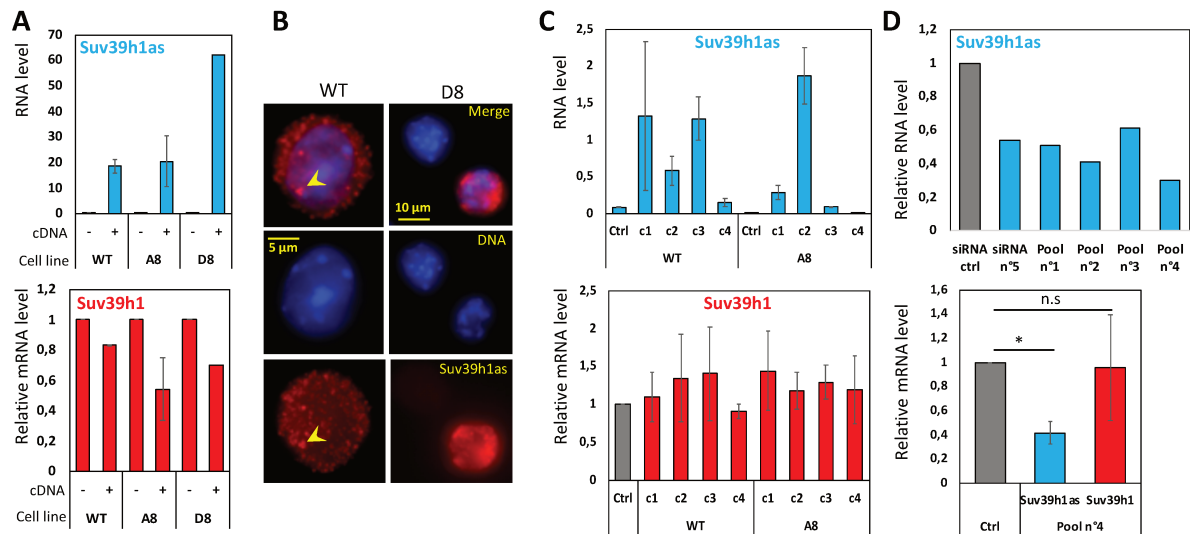 A
Suv39h1as
RNA level
70
60
50
40
30
20
10
0
cDNA - + - + - +
Cell line WT A8 D8
Suv39h1
Relative mRNA level
1,2
1
0,8
0,6
0,4
0,2
0
cDNA - + - + - +
Cell line WT A8 D8
B
WT D8
Merge
10 µm
5 µm
DNA
Suv39h1as
C
Suv39h1as
RNA level
2,5
2
1,5
1
0,5
0
Ctrl c1 c2 c3 c4 Ctrl c1 c2 c3 c4
WT A8
Suv39h1
Relative mRNA level
2,5
2
1,5
1
5,0
0
Ctrl c1 c2 c3 c4 c1 c2 c3 c4
WT A8
D
Suv39h1as
Relative RNA level
1,2
1
0,8
0,6
0,4
0,2
0
siRNA siRNA Pool Pool Pool Pool
ctrl n°5 n°1 n°2 n°3 n°4
Relative mRNA level
1,6
1,4
1,2
1
0,8
0,6
0,4
0,2
0
n.s
*
Suv39h1as Suv39h1
Ctrl Pool n°4